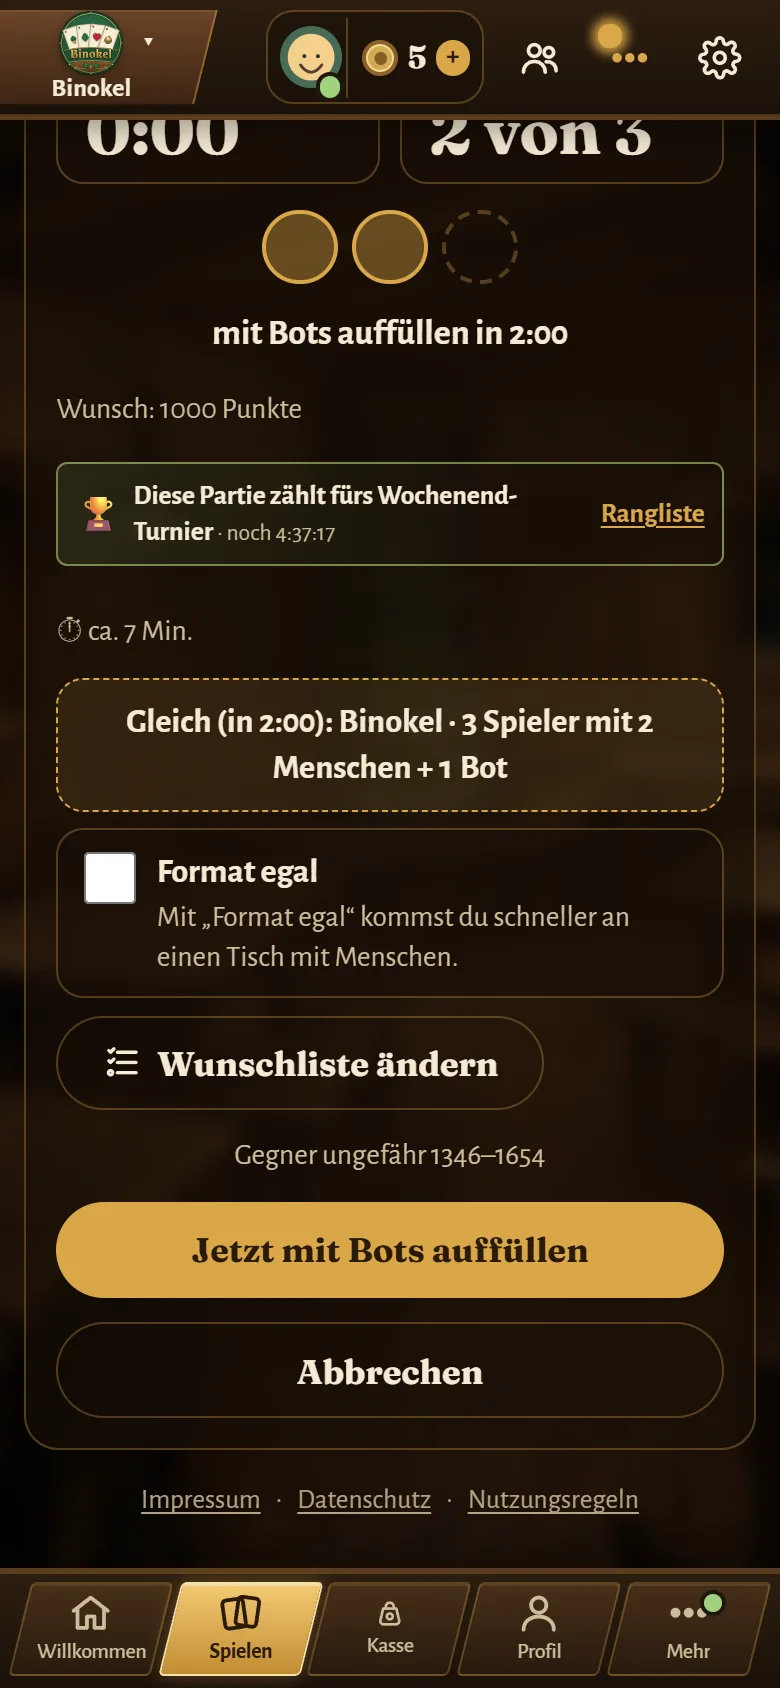 Binokel
Binokel
5
0:00
2 von 3
mit Bots auffüllen in 2:00
Wunsch: 1000 Punkte
Diese Partie zählt fürs Wochenend-
Turnier · noch 4:37:17
Rangliste
ca. 7 Min.
Gleich (in 2:00): Binokel · 3 Spieler mit 2
Menschen + 1 Bot
Format egal
Mit „Format egal“ kommst du schneller an
einen Tisch mit Menschen.
Wunschliste ändern
Gegner ungefähr 1346–1654
Jetzt mit Bots auffüllen
Abbrechen
Impressum · Datenschutz · Nutzungsregeln
Willkommen
Spielen
Kasse
Profil
Mehr